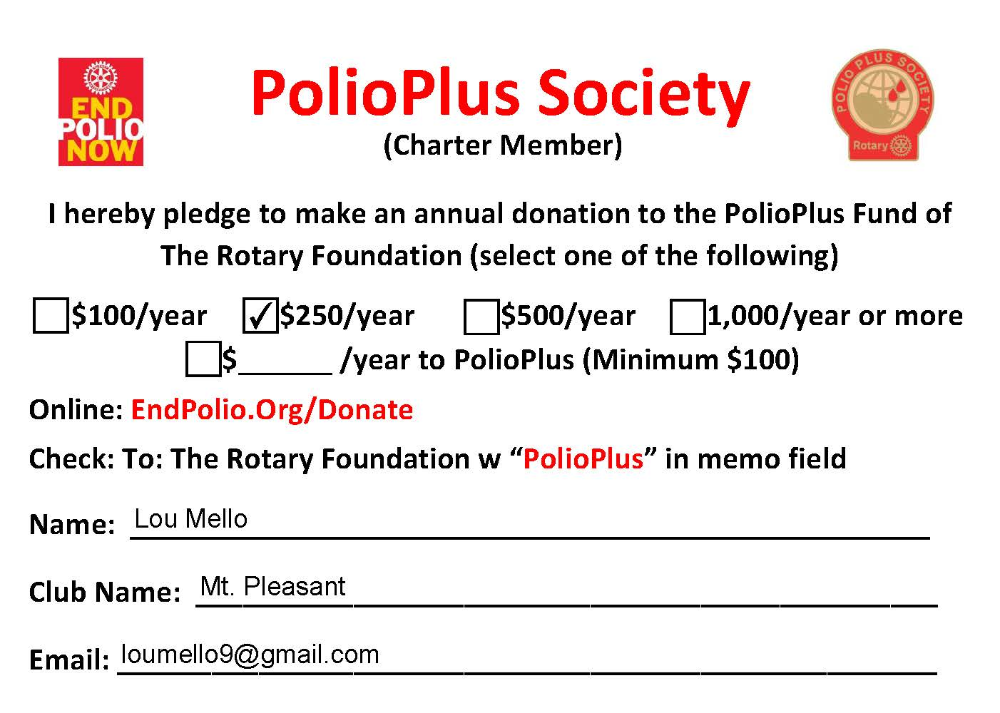 END
POLIO
NOW
PolioPlus Society
(Charter Member)
POLIO PLUS SOCIETY
Rotary
I hereby pledge to make an annual donation to the PolioPlus Fund of
The Rotary Foundation (select one of the following)
☐ $100/year ☑ $250/year ☐ $500/year ☐ 1,000/year or more
☐ $______ /year to PolioPlus (Minimum $100)
Online: EndPolio.Org/Donate
Check: To: The Rotary Foundation w “PolioPlus” in memo field
Name: Lou Mello
Club Name: Mt. Pleasant
Email: loumello9@gmail.com